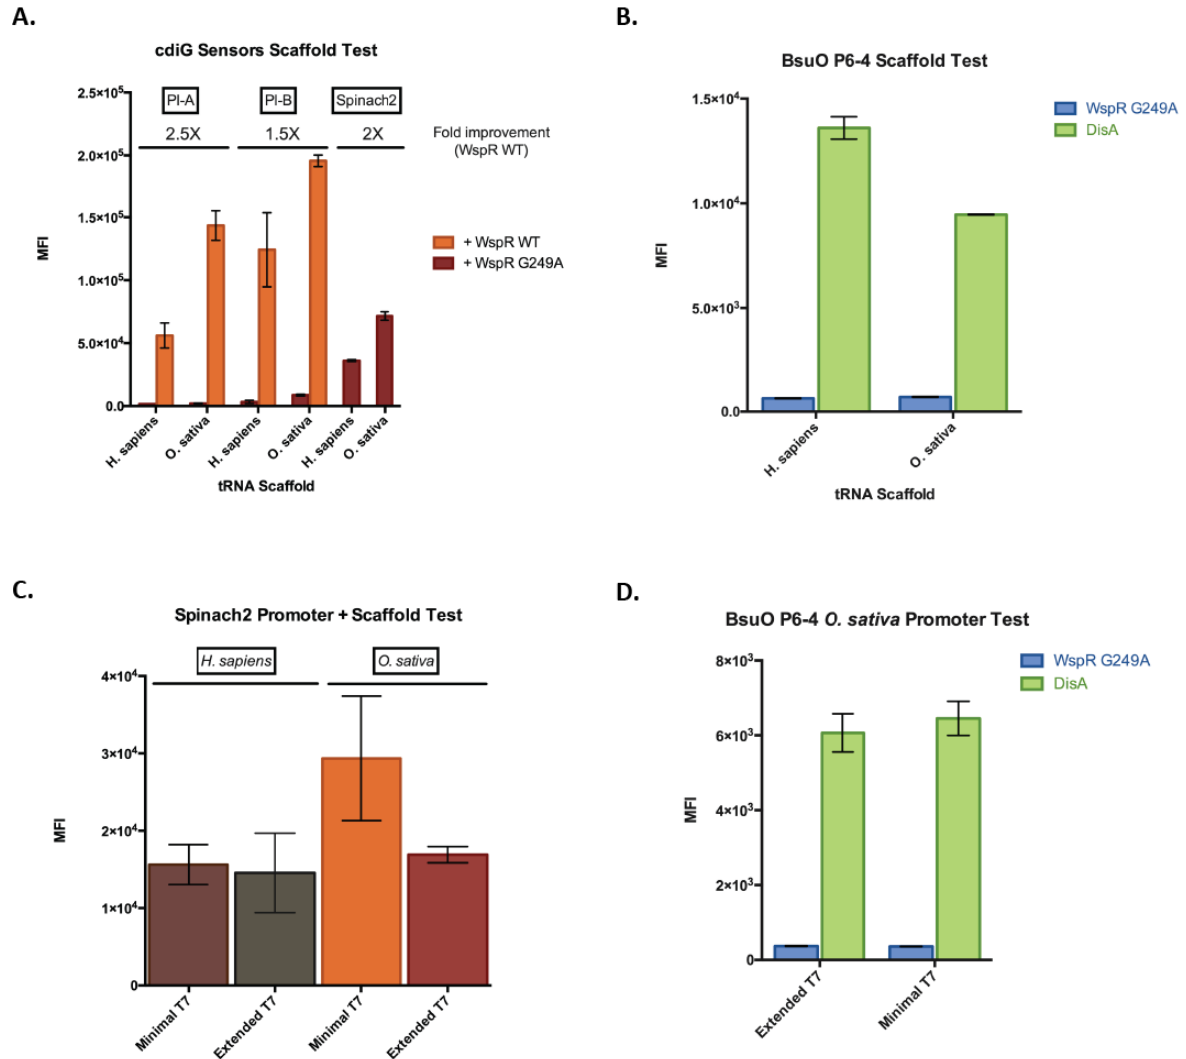 A.
cdiG Sensors Scaffold Test
PI-A PI-B Spinach2
2.5X 1.5X 2X
Fold improvement
(WspR WT)
2.5×10⁵
2.0×10⁵
1.5×10⁵
1.0×10⁵
5.0×10⁴
0.0
MFI
+ WspR WT
+ WspR G249A
H. sapiens O. sativa H. sapiens O. sativa H. sapiens O. sativa
tRNA Scaffold
B.
BsuO P6-4 Scaffold Test
WspR G249A
DisA
1.5×10⁴
1.0×10⁴
5.0×10³
0.0
MFI
H. sapiens O. sativa
tRNA Scaffold
C.
Spinach2 Promoter + Scaffold Test
H. sapiens O. sativa
4×10⁴
3×10⁴
2×10⁴
1×10⁴
0
MFI
Minimal T7 Extended T7 Minimal T7 Extended T7
D.
BsuO P6-4 O. sativa Promoter Test
WspR G249A
DisA
8×10³
6×10³
4×10³
2×10³
0
MFI
Extended T7 Minimal T7